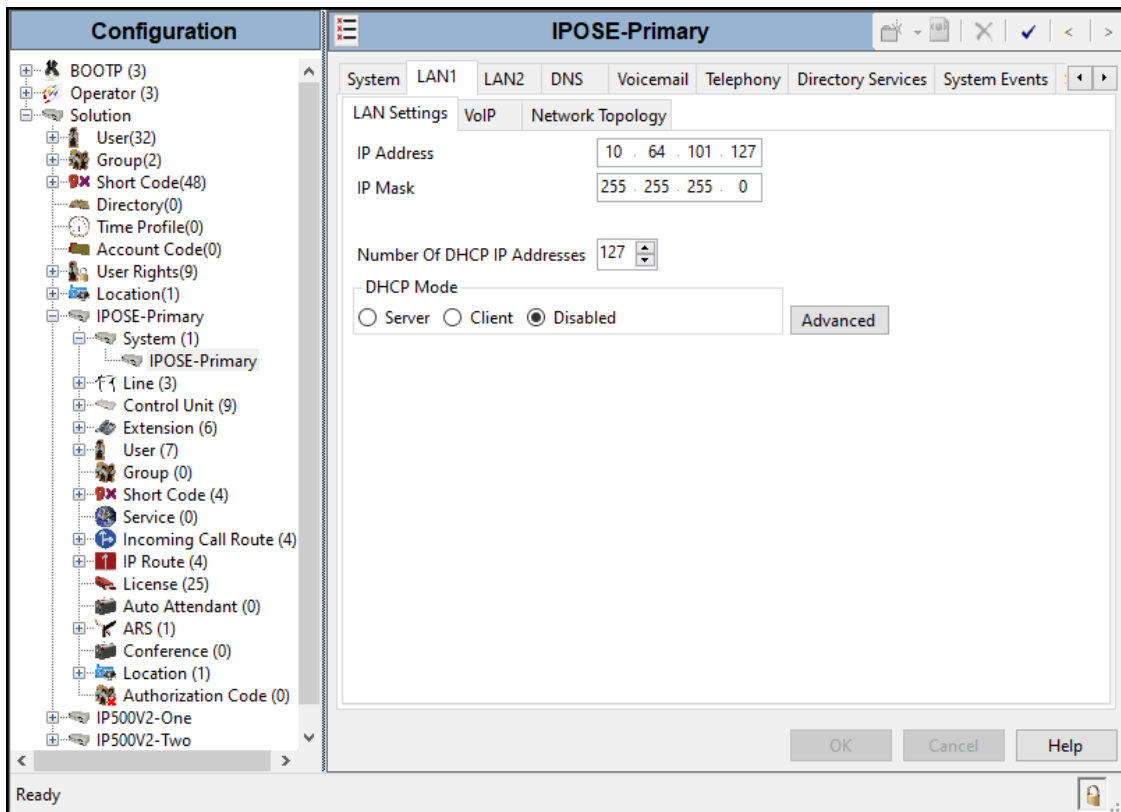 Configuration
BOOTP (3)
Operator (3)
Solution
User(32)
Group(2)
Short Code(48)
Directory(0)
Time Profile(0)
Account Code(0)
User Rights(9)
Location(1)
IPOSE-Primary
System (1)
IPOSE-Primary
Line (3)
Control Unit (9)
Extension (6)
User (7)
Group (0)
Short Code (4)
Service (0)
Incoming Call Route (4)
IP Route (4)
License (25)
Auto Attendant (0)
ARS (1)
Conference (0)
Location (1)
Authorization Code (0)
IP500V2-One
IP500V2-Two
IPOSE-Primary
System LAN1 LAN2 DNS Voicemail Telephony Directory Services System Events
LAN Settings VoIP Network Topology
IP Address 10 . 64 . 101 . 127
IP Mask 255 . 255 . 255 . 0
Number Of DHCP IP Addresses 127
DHCP Mode
Server Client Disabled Advanced
OK Cancel Help
Ready